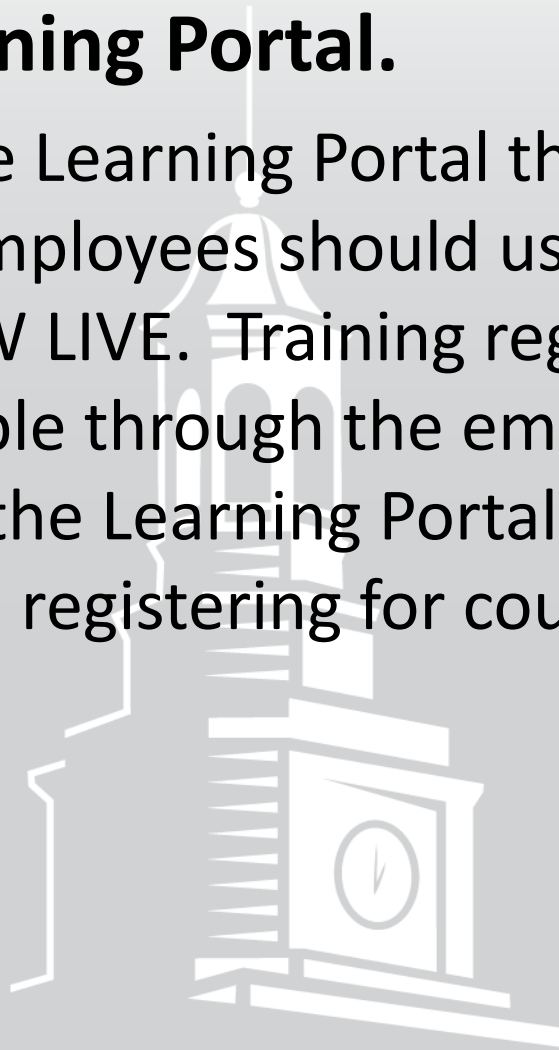 ning Portal.
e Learning Portal th
mployees should us
W LIVE.  Training reg
ble through the em
the Learning Portal
registering for cou